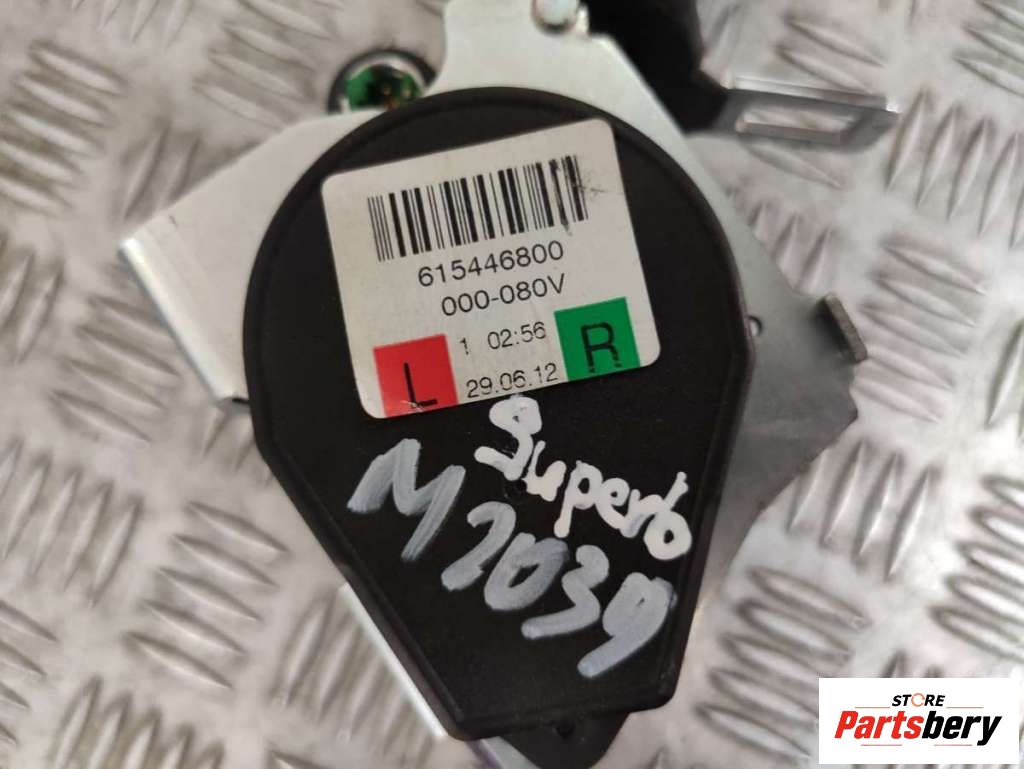 615446800
000-080V
1 02:56
L
29.06.12
R
Superb
M2039
STORE
Partsbery